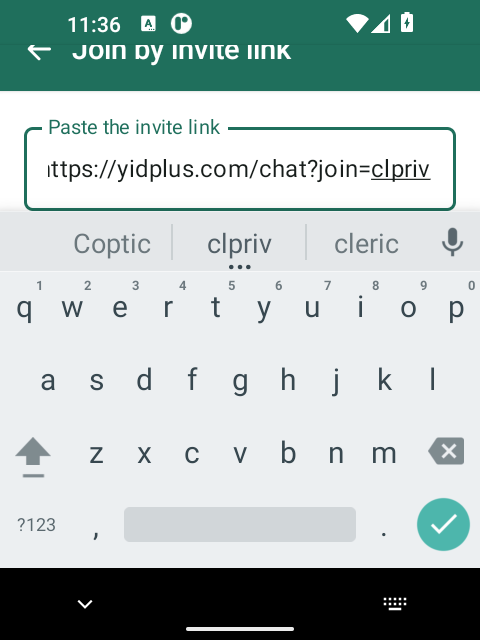 11:36
Join by invite link
Paste the invite link
ttps://yidplus.com/chat?join=clpriv
Coptic clpriv cleric
1 2 3 4 5 6 7 8 9 0
q w e r t y u i o p
a s d f g h j k l
z x c v b n m
?123 , .